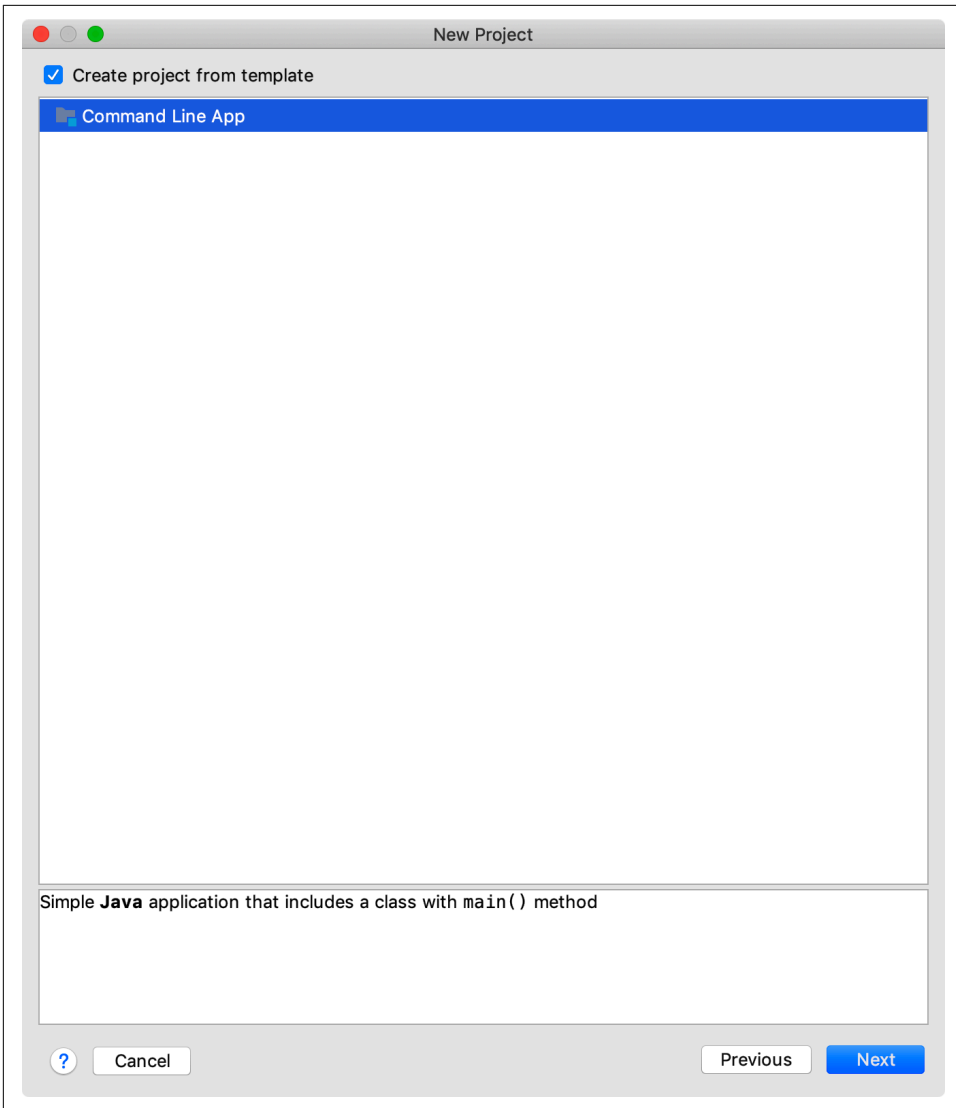 New Project
Create project from template
Command Line App
Simple Java application that includes a class with main() method
?
Cancel
Previous
Next